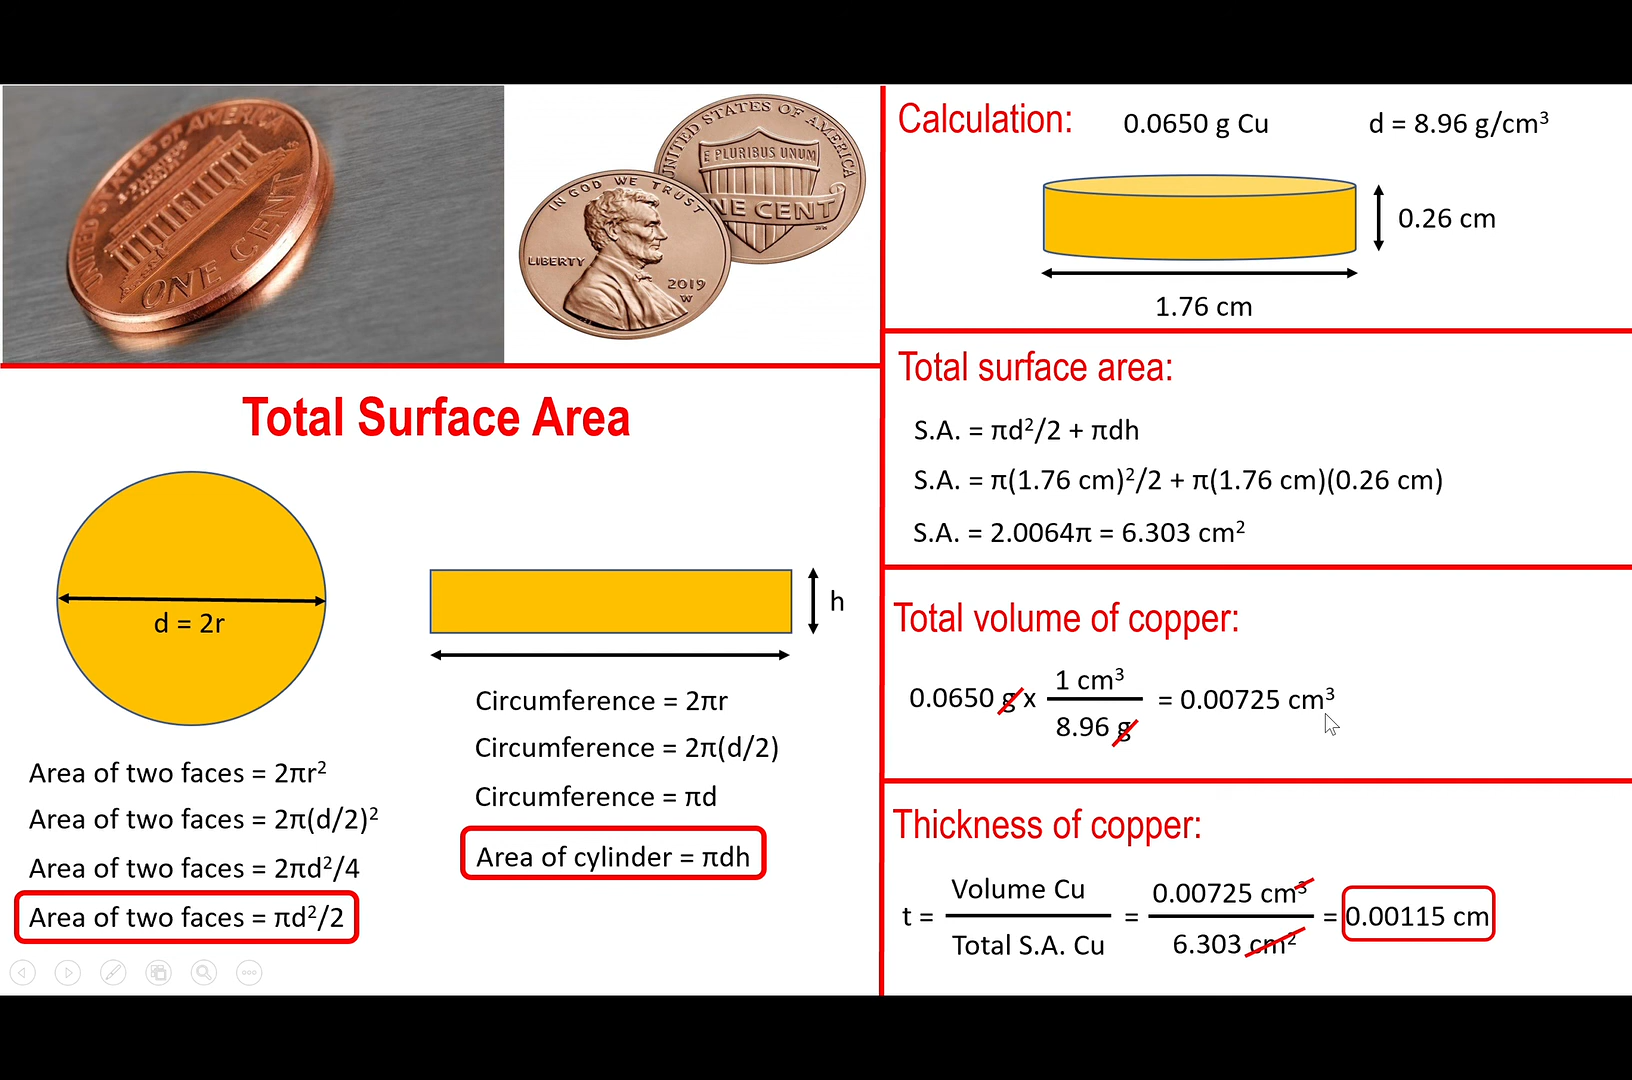 UNITED STATES OF AMERICA
ONE CENT
UNITED STATES OF AMERICA
E PLURIBUS UNUM
NE CENT
IN GOD WE TRUST
LIBERTY
2019
W
Total Surface Area
d = 2r
h
Area of two faces = 2πr²
Area of two faces = 2π(d/2)²
Area of two faces = 2πd²/4
Area of two faces = πd²/2
Circumference = 2πr
Circumference = 2π(d/2)
Circumference = πd
Area of cylinder = πdh
Calculation: 0.0650 g Cu d = 8.96 g/cm³
0.26 cm
1.76 cm
Total surface area:
S.A. = πd²/2 + πdh
S.A. = π(1.76 cm)²/2 + π(1.76 cm)(0.26 cm)
S.A. = 2.0064π = 6.303 cm²
Total volume of copper:
1 cm³
0.0650 g x = 0.00725 cm³
8.96 g
Thickness of copper:
Volume Cu 0.00725 cm³
t = = = 0.00115 cm
Total S.A. Cu 6.303 cm²